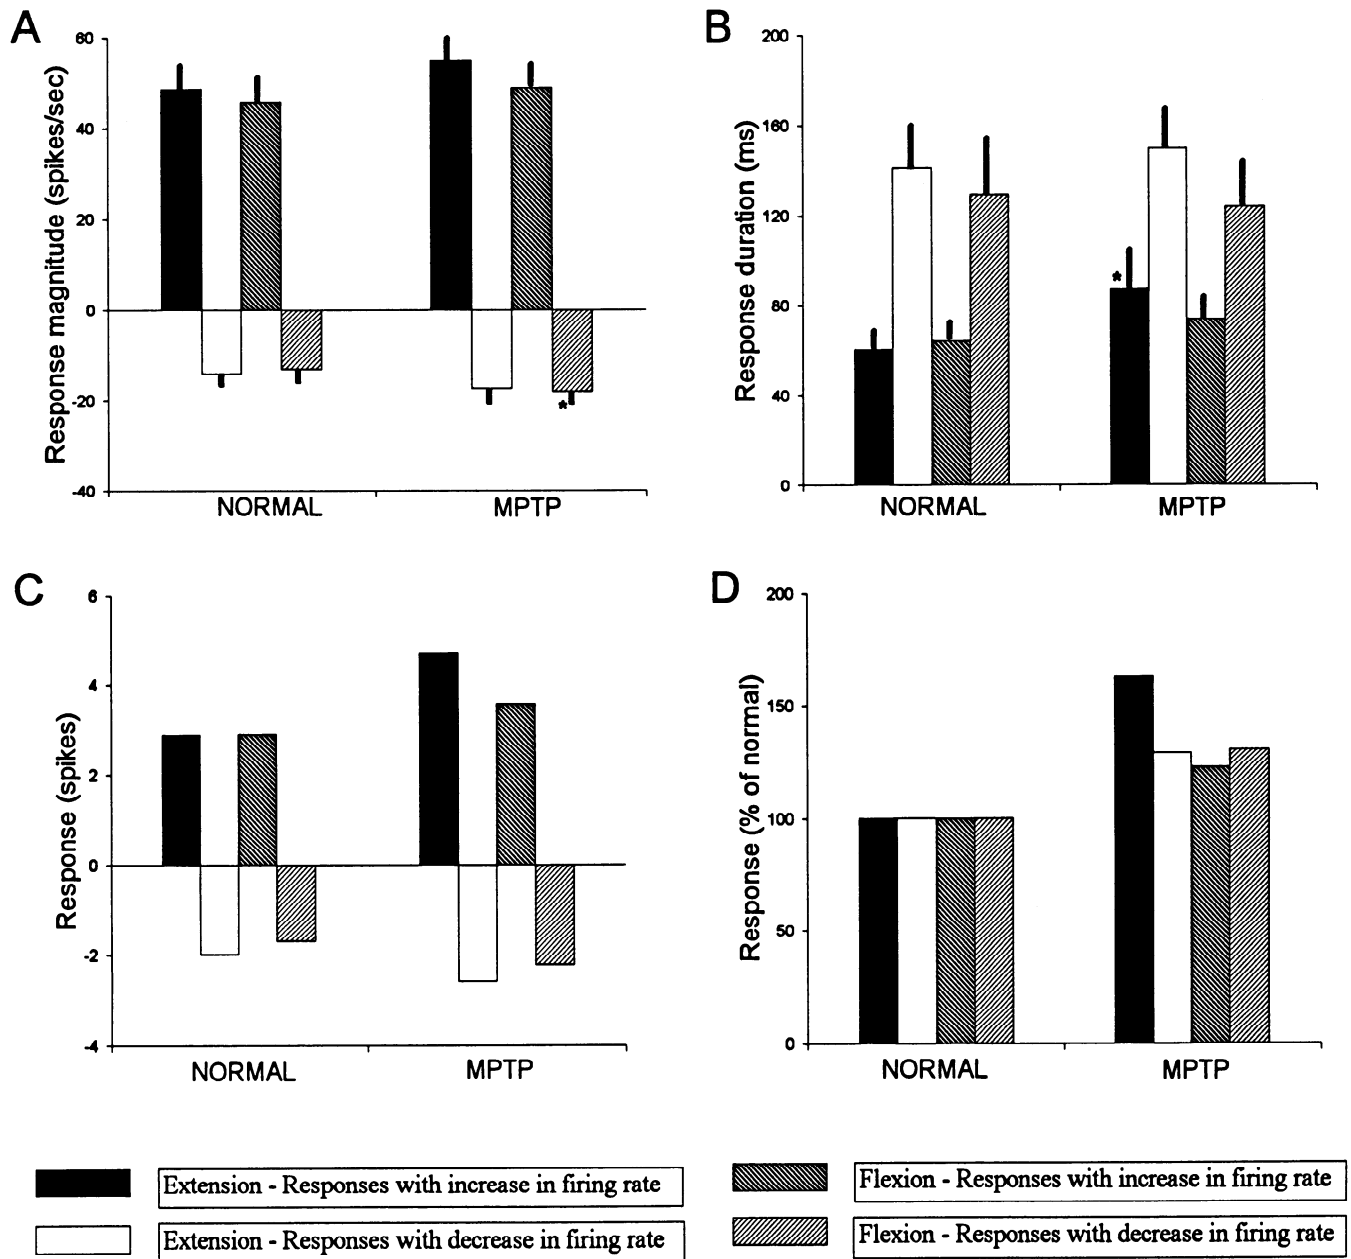 A
Response magnitude (spikes/sec)
60
40
20
0
-20
-40
*
NORMAL MPTP
B
Response duration (ms)
200
160
120
80
40
0
*
NORMAL MPTP
C
Response (spikes)
6
4
2
0
-2
-4
NORMAL MPTP
D
Response (% of normal)
200
150
100
50
0
NORMAL MPTP
Extension - Responses with increase in firing rate
Extension - Responses with decrease in firing rate
Flexion - Responses with increase in firing rate
Flexion - Responses with decrease in firing rate